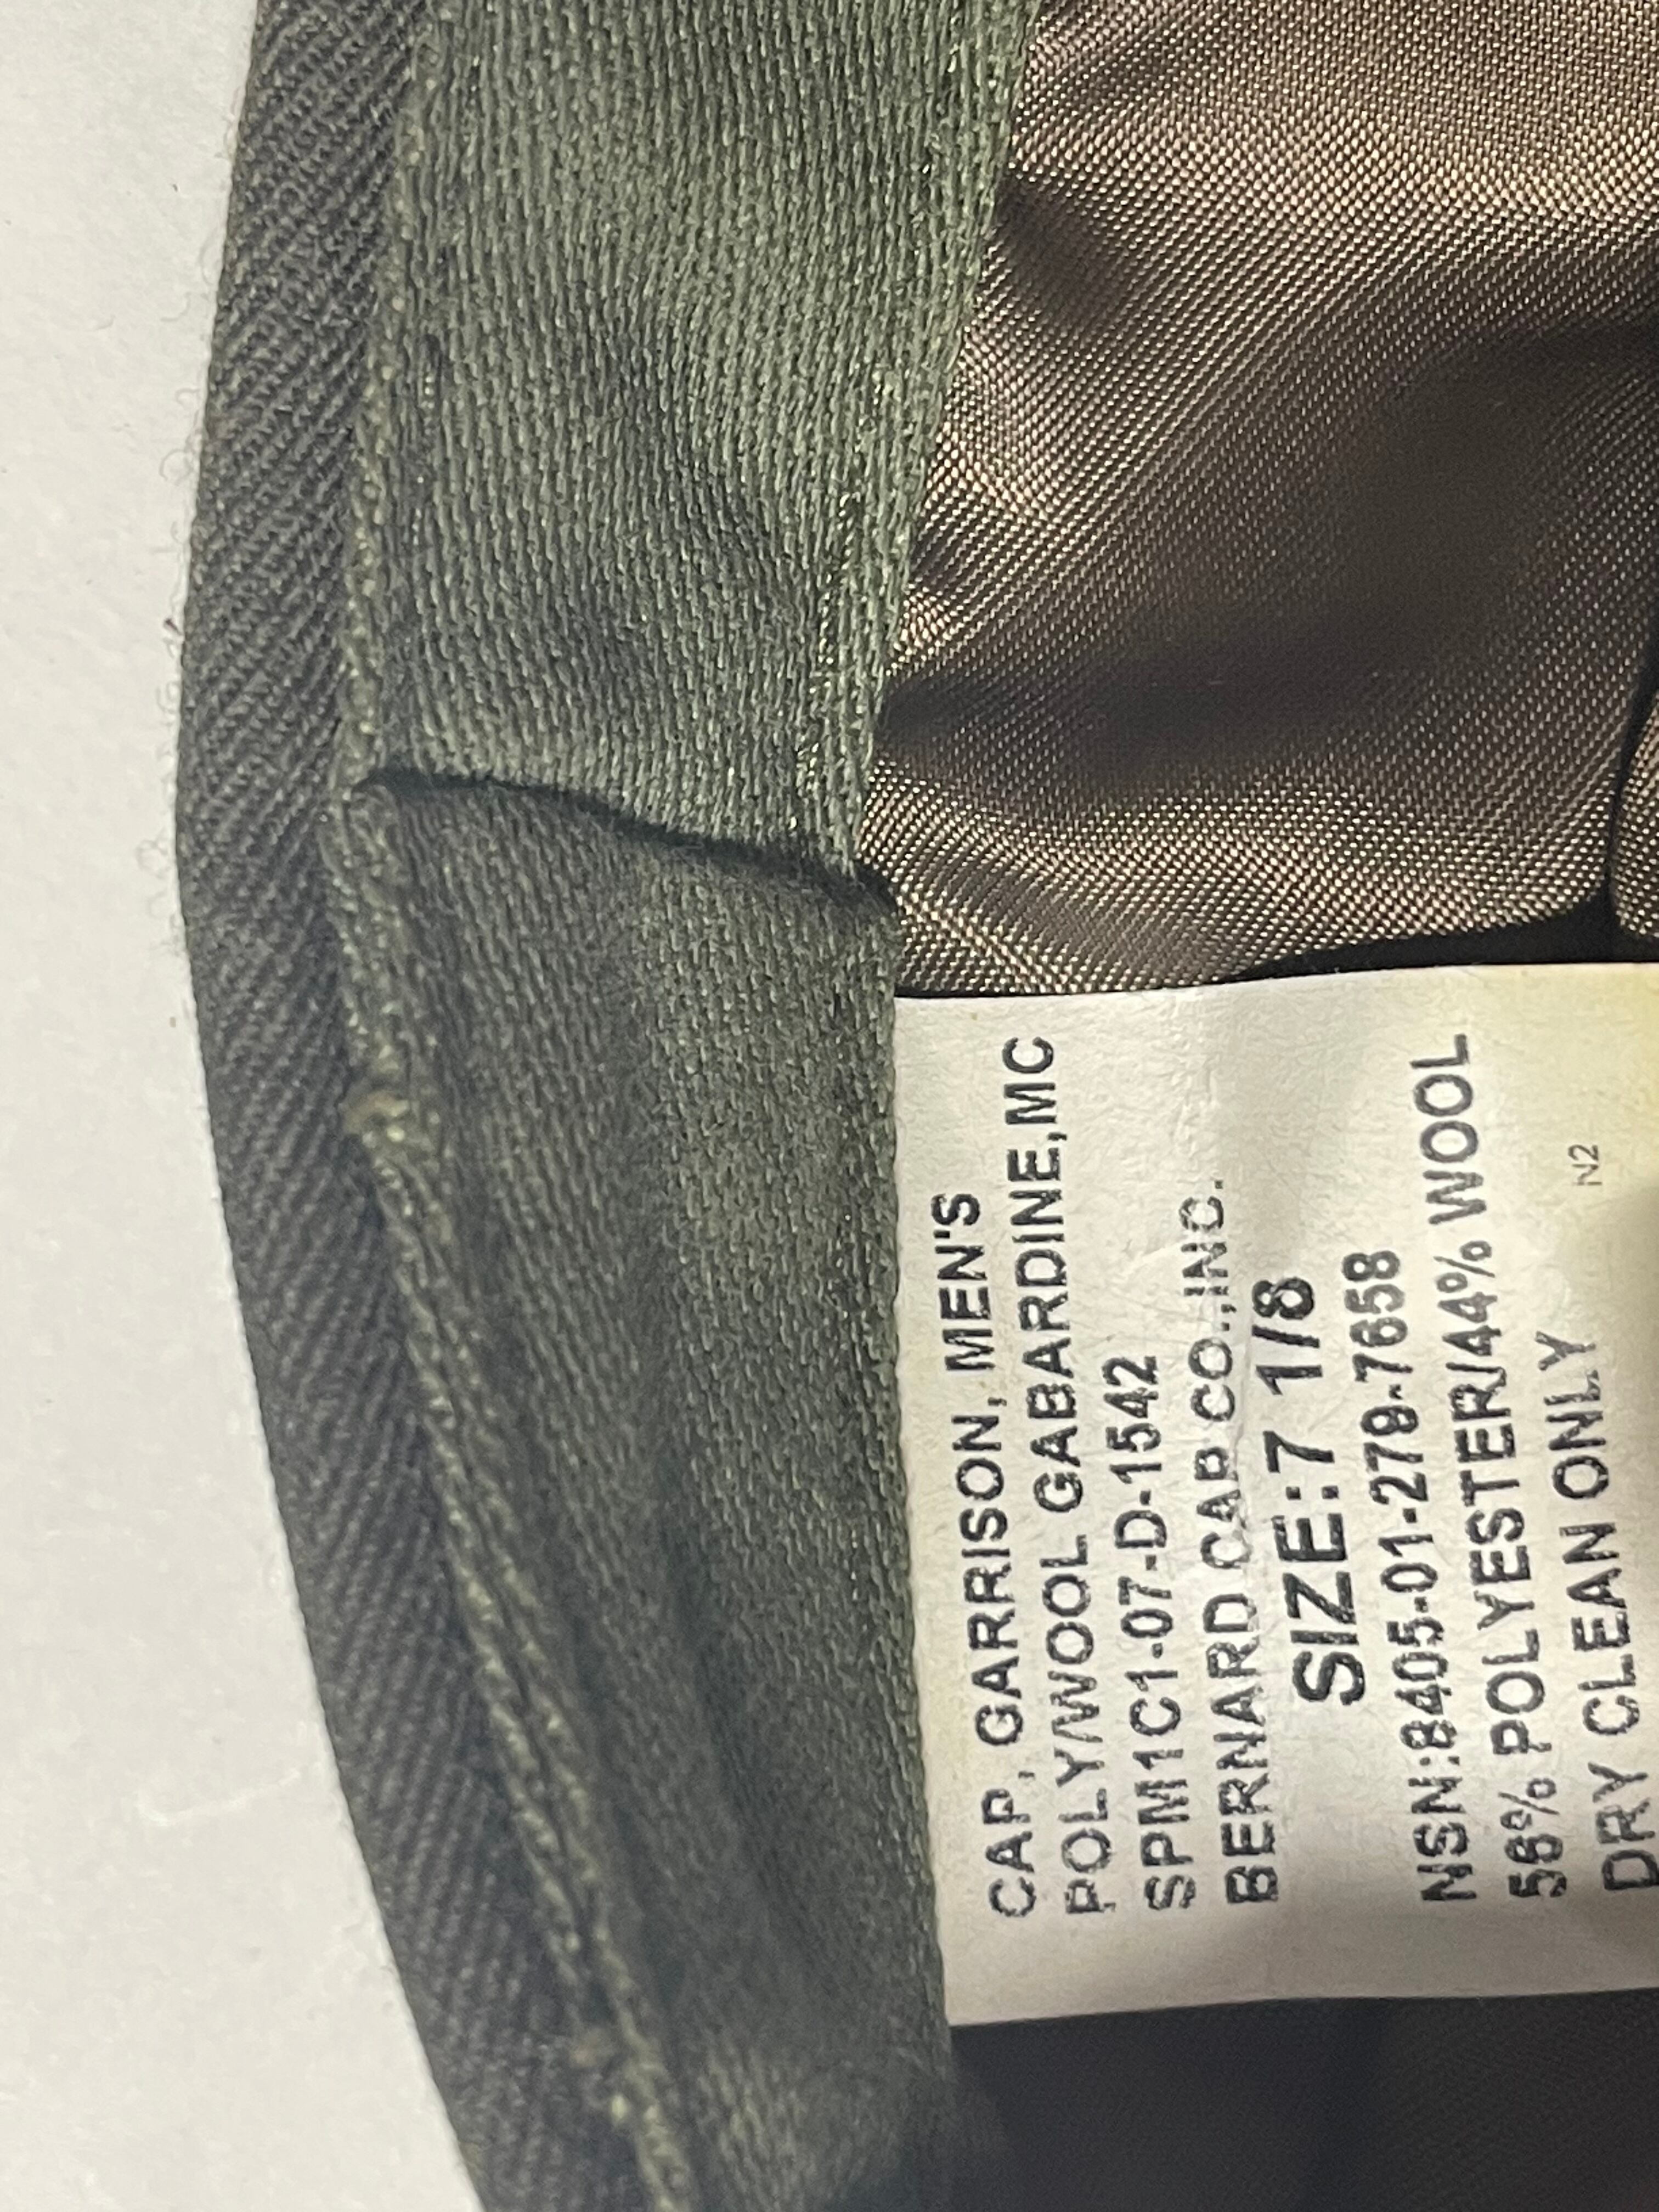 CAP, GARRISON, MEN'S
POLY/WOOL GABARDINE,MC
SPM1C1-07-D-1542
BERNARD CAP CO.,INC.
SIZE:7 1/8
NSN:8405-01-279-7658
56% POLYESTER/44% WOOL
DRY CLEAN ONLY
N2